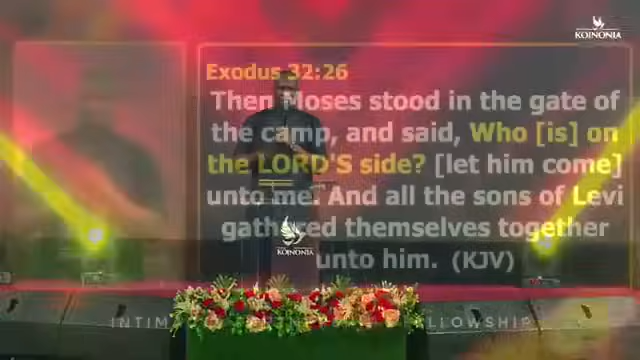 KOINONIA
Exodus 32:26
Then Moses stood in the gate of
the camp, and said, Who [is] on
the LORD'S side? [let him come]
unto me. And all the sons of Levi
gathered themselves together
unto him. (KJV)
KOINONIA